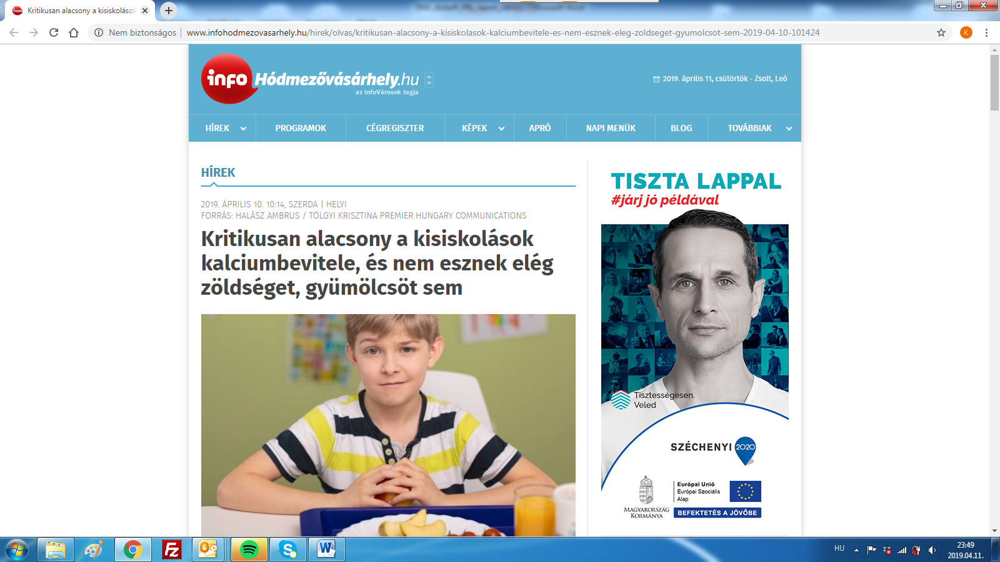 Kritikusan alacsony a kisiskolások
Nem biztonságos
www.infohodmezovasarhely.hu/hirek/olvas/kritikusan-alacsony-a-kisiskolasok-kalciumbevitele-es-nem-esznek-eleg-zoldseget-gyumolcsot-sem-2019-04-10-101424
K
info Hódmezővásárhely.hu
az infoVárosok tagja
2019. április 11, csütörtök - Zsolt, Leó
HÍREK PROGRAMOK CÉGREGISZTER KÉPEK APRÓ NAPI MENÜK BLOG TOVÁBBIAK
HÍREK
2019. ÁPRILIS 10. 10:14, SZERDA | HELYI
FORRÁS: HALÁSZ AMBRUS / TÖLGYI KRISZTINA PREMIER HUNGARY COMMUNICATIONS
Kritikusan alacsony a kisiskolások
kalciumbevitele, és nem esznek elég
zöldséget, gyümölcsöt sem
TISZTA LAPPAL
#járj jó példával
Tisztességesen.
Veled
SZÉCHENYI 2020
MAGYARORSZÁG
KORMÁNYA
Európai Unió
Európai Szociális
Alap
BEFEKTETÉS A JÖVŐBE
HU
23:49
2019.04.11.